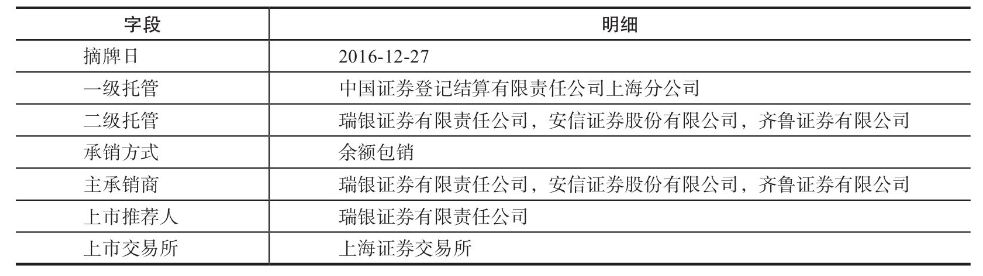 字段 明细
摘牌日 2016-12-27
一级托管 中国证券登记结算有限责任公司上海分公司
二级托管 瑞银证券有限责任公司，安信证券股份有限公司，齐鲁证券有限公司
承销方式 余额包销
主承销商 瑞银证券有限责任公司，安信证券股份有限公司，齐鲁证券有限公司
上市推荐人 瑞银证券有限责任公司
上市交易所 上海证券交易所